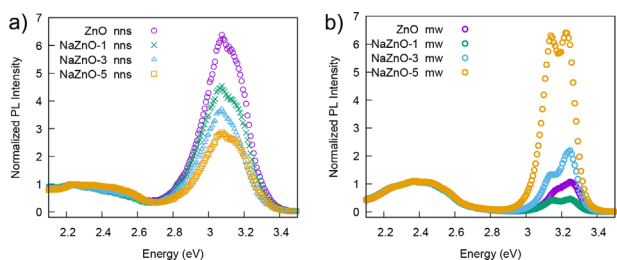 a)
ZnO nns
NaZnO-1 nns
NaZnO-3 nns
NaZnO-5 nns
Normalized PL Intensity
7
6
5
4
3
2
1
0
2.2 2.4 2.6 2.8 3 3.2 3.4
Energy (eV)
b)
ZnO mw
NaZnO-1 mw
NaZnO-3 mw
NaZnO-5 mw
Normalized PL Intensity
7
6
5
4
3
2
1
0
2.2 2.4 2.6 2.8 3 3.2 3.4
Energy (eV)